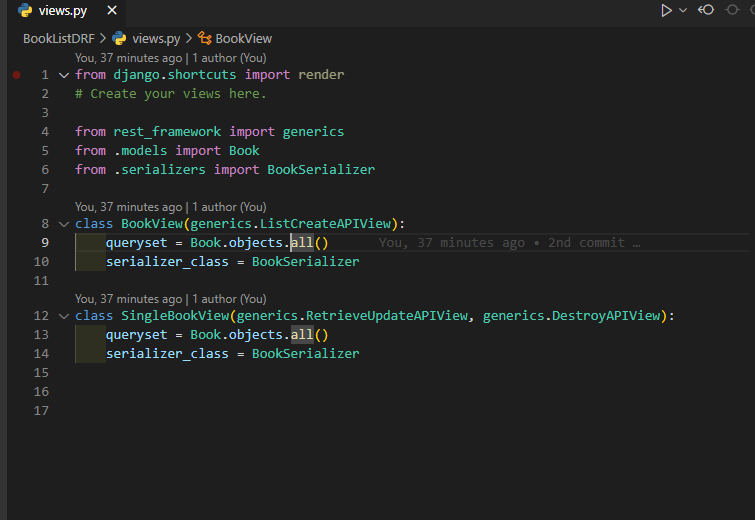 views.py
BookListDRF > views.py > BookView
You, 37 minutes ago | 1 author (You)
1 from django.shortcuts import render
2 # Create your views here.
3
4 from rest_framework import generics
5 from .models import Book
6 from .serializers import BookSerializer
7
You, 37 minutes ago | 1 author (You)
8 class BookView(generics.ListCreateAPIView):
9 queryset = Book.objects.all() You, 37 minutes ago • 2nd commit …
10 serializer_class = BookSerializer
11
You, 37 minutes ago | 1 author (You)
12 class SingleBookView(generics.RetrieveUpdateAPIView, generics.DestroyAPIView):
13 queryset = Book.objects.all()
14 serializer_class = BookSerializer
15
16
17